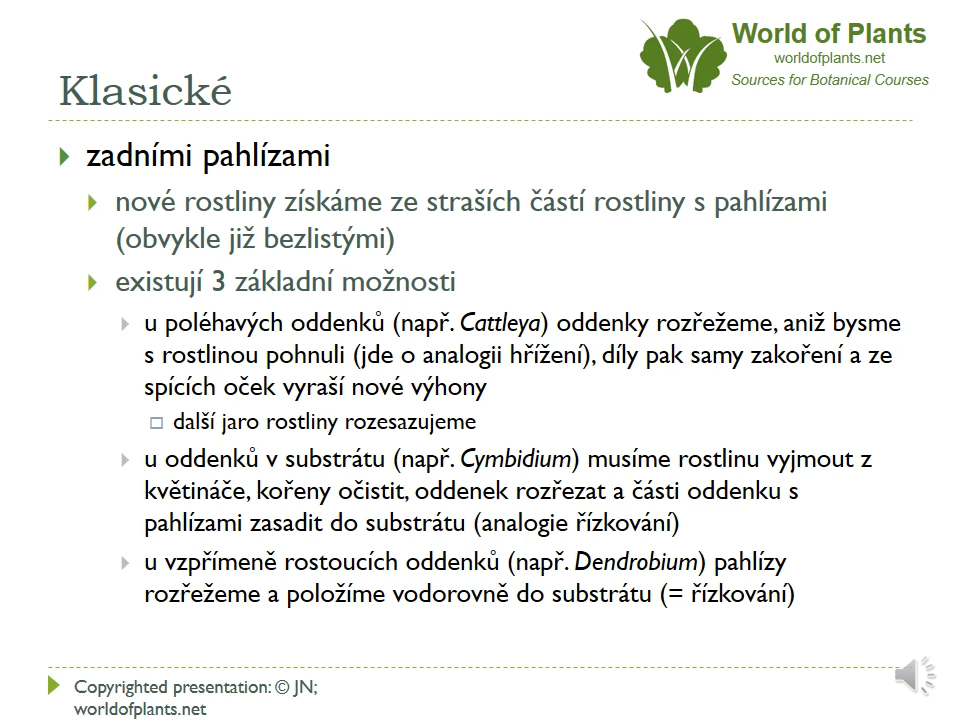 World of Plants
worldofplants.net
Sources for Botanical Courses
Klasické
zadními pahlízami
nové rostliny získáme ze straších částí rostliny s pahlízami
(obvykle již bezlistými)
existují 3 základní možnosti
u poléhavých oddenků (např. Cattleya) oddenky rozřežeme, aniž bysme
s rostlinou pohnuli (jde o analogii hřížení), díly pak samy zakoření a ze
spících oček vyraší nové výhony
další jaro rostliny rozesazujeme
u oddenků v substrátu (např. Cymbidium) musíme rostlinu vyjmout z
květináče, kořeny očistit, oddenek rozřezat a části oddenku s
pahlízami zasadit do substrátu (analogie řízkování)
u vzpřímeně rostoucích oddenků (např. Dendrobium) pahlízy
rozřežeme a položíme vodorovně do substrátu (= řízkování)
Copyrighted presentation: © JN;
worldofplants.net